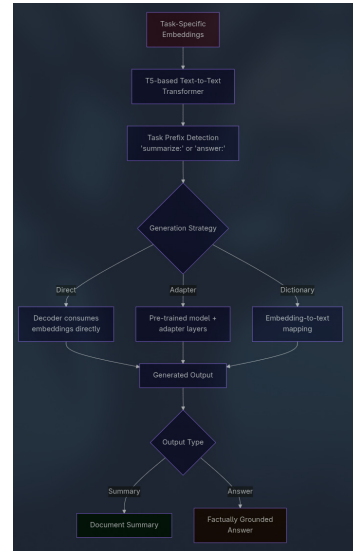 Task-Specific
Embeddings
T5-based Text-to-Text
Transformer
Task Prefix Detection
'summarize:' or 'answer:'
Generation Strategy
Direct
Adapter
Dictionary
Decoder consumes
embeddings directly
Pre-trained model +
adapter layers
Embedding-to-text
mapping
Generated Output
Output Type
Summary
Answer
Document Summary
Factually Grounded
Answer